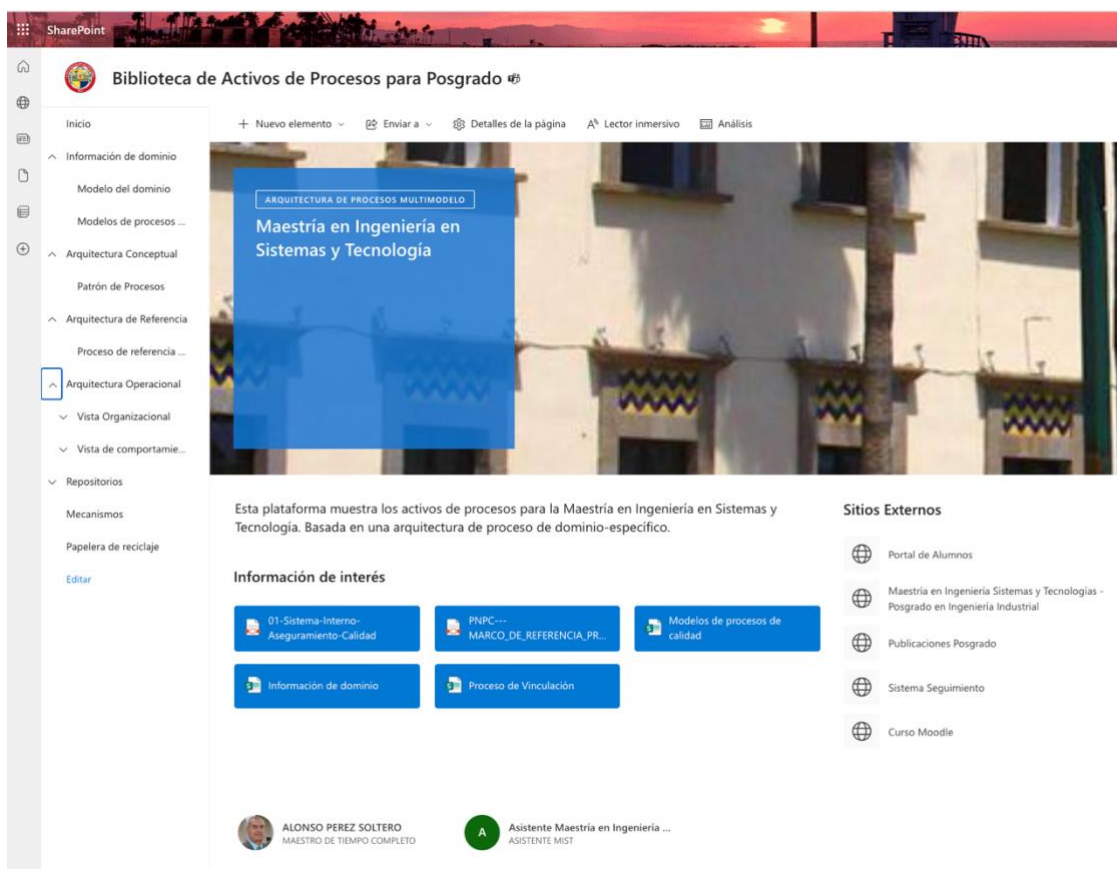 SharePoint
Biblioteca de Activos de Procesos para Posgrado
Inicio
Información de dominio
Modelo del dominio
Modelos de procesos ...
Arquitectura Conceptual
Patrón de Procesos
Arquitectura de Referencia
Proceso de referencia ...
Arquitectura Operacional
Vista Organizacional
Vista de comportamie...
Repositorios
Mecanismos
Papelera de reciclaje
Editar
+ Nuevo elemento
Enviar a
Detalles de la página
Lector inmersivo
Análisis
ARQUITECTURA DE PROCESOS MULTIMODELO
Maestría en Ingeniería en
Sistemas y Tecnología
Esta plataforma muestra los activos de procesos para la Maestría en Ingeniería en Sistemas y
Tecnología. Basada en una arquitectura de proceso de dominio-específico.
Información de interés
01-Sistema-Interno-
Aseguramiento-Calidad
PNPC---
MARCO_DE_REFERENCIA_PR...
Modelos de procesos de
calidad
Información de dominio
Proceso de Vinculación
Sitios Externos
Portal de Alumnos
Maestría en Ingeniería Sistemas y Tecnologías -
Posgrado en Ingeniería Industrial
Publicaciones Posgrado
Sistema Seguimiento
Curso Moodle
ALONSO PEREZ SOLTERO
MAESTRO DE TIEMPO COMPLETO
A
Asistente Maestría en Ingeniería ...
ASISTENTE MIST